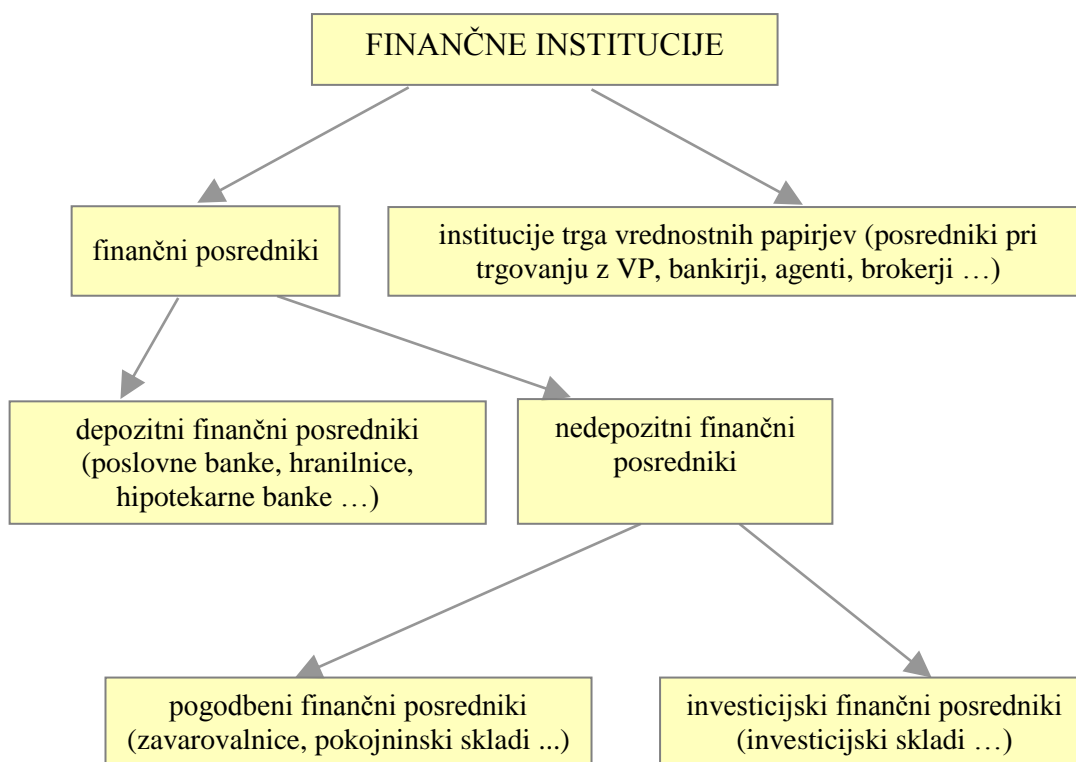 FINANČNE INSTITUCIJE
finančni posredniki
institucije trga vrednostnih papirjev (posredniki pri
trgovanju z VP, bankirji, agenti, brokerji …)
depozitni finančni posredniki
(poslovne banke, hranilnice,
hipotekarne banke …)
nedepozitni finančni
posredniki
pogodbeni finančni posredniki
(zavarovalnice, pokojninski skladi ...)
investicijski finančni posredniki
(investicijski skladi …)